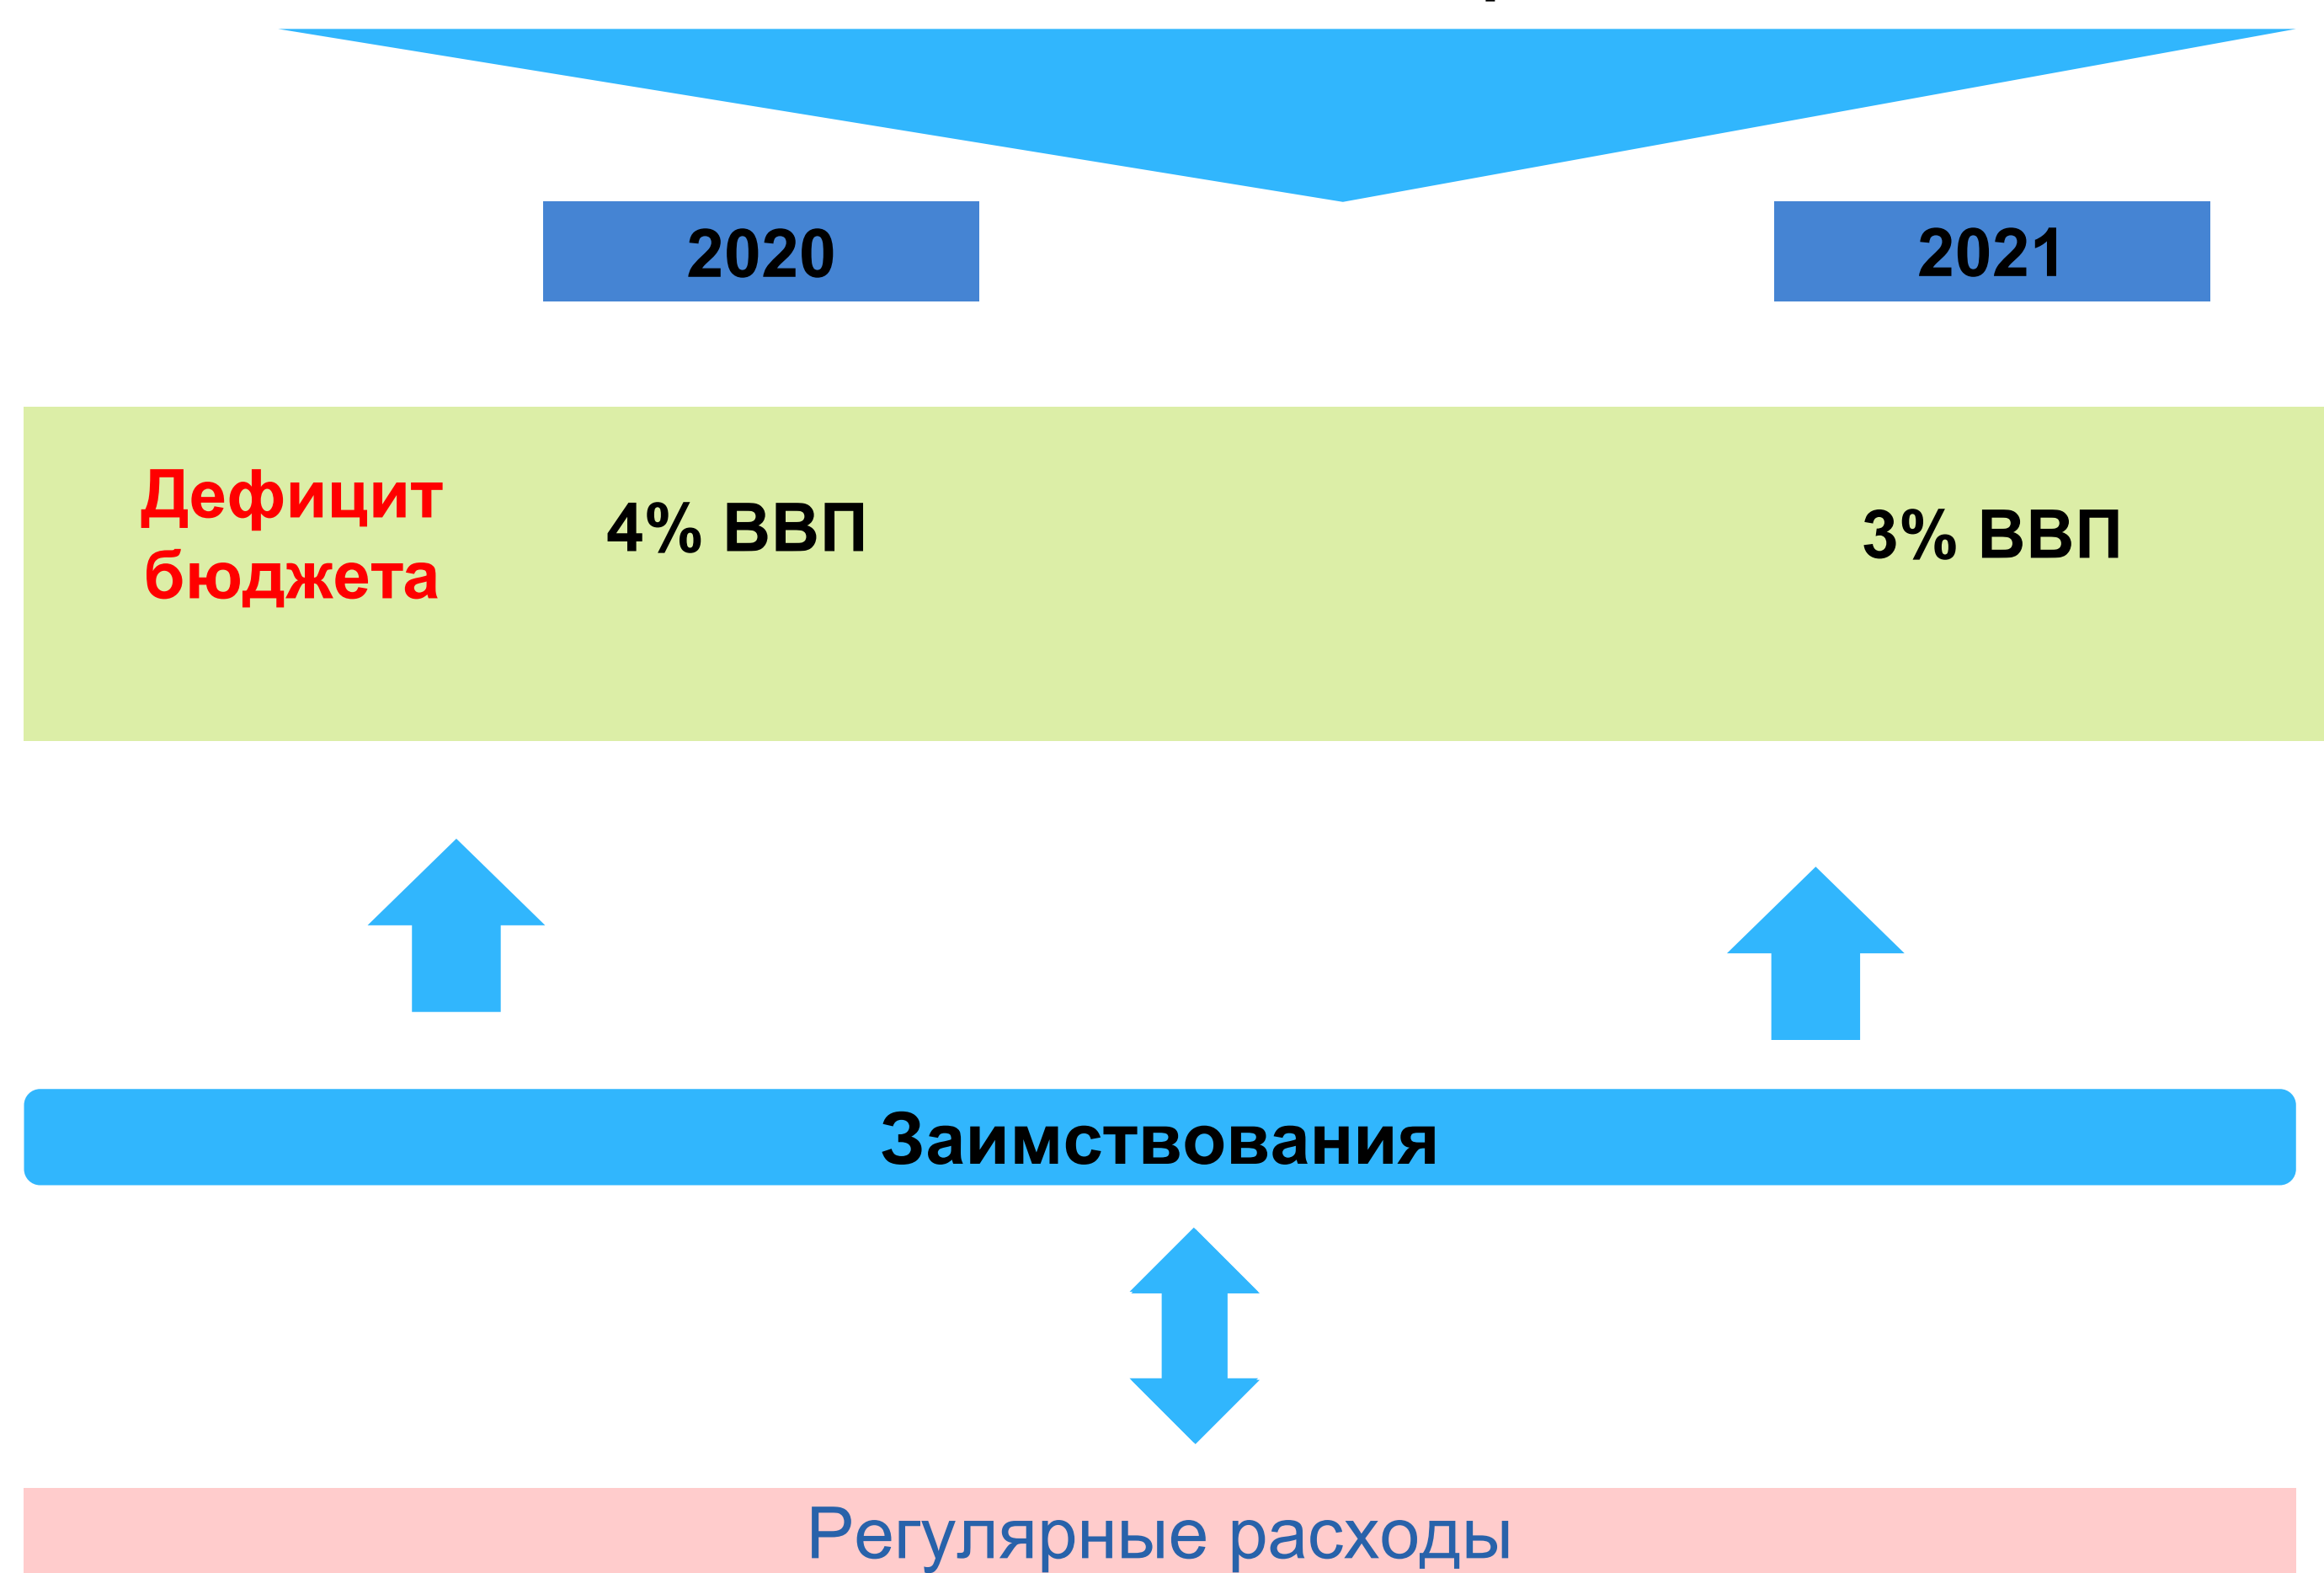 2020
2021
Дефицит
бюджета
4% ВВП
3% ВВП
Заимствования
Регулярные расходы